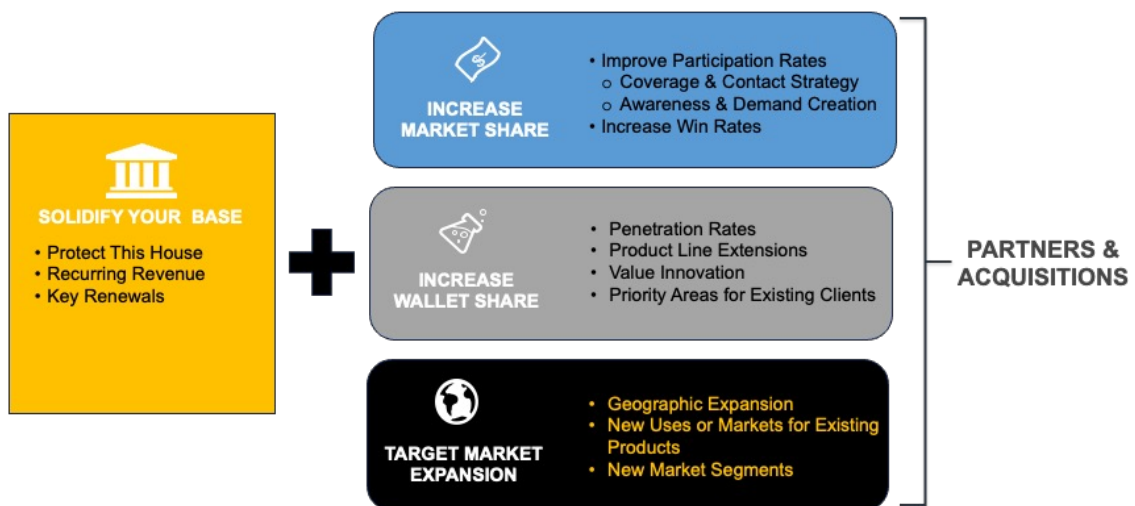 SOLIDIFY YOUR BASE
• Protect This House
• Recurring Revenue
• Key Renewals
INCREASE
MARKET SHARE
• Improve Participation Rates
o Coverage & Contact Strategy
o Awareness & Demand Creation
• Increase Win Rates
INCREASE
WALLET SHARE
• Penetration Rates
• Product Line Extensions
• Value Innovation
• Priority Areas for Existing Clients
TARGET MARKET
EXPANSION
• Geographic Expansion
• New Uses or Markets for Existing
Products
• New Market Segments
PARTNERS &
ACQUISITIONS